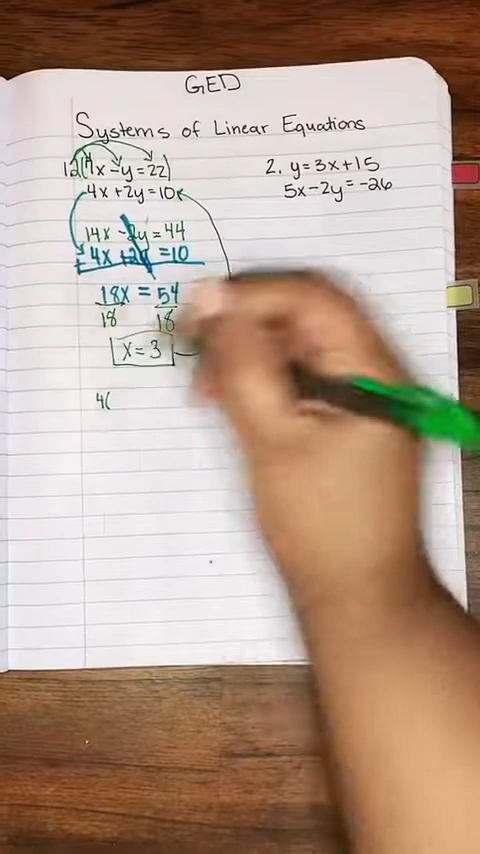 GED
Systems of Linear Equations
1. 2(7x - y = 22)
4x + 2y = 10
14x - 2y = 44
+ 4x + 2y = 10
18x = 54
18 18
x = 3
4(
2. y = 3x + 15
5x - 2y = -26